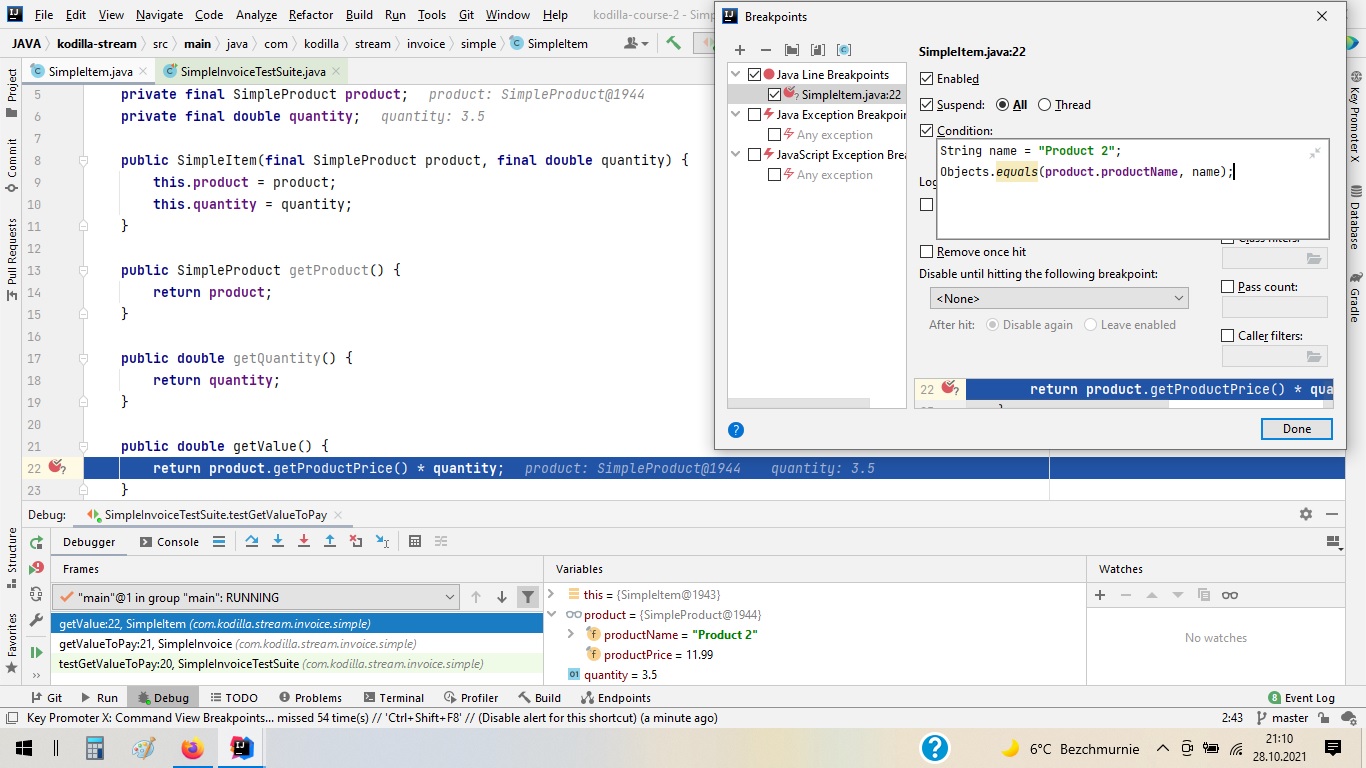 File Edit View Navigate Code Analyze Refactor Build Run Tools Git Window Help kodilla-course-2 - Simp
JAVA kodilla-stream src main java com kodilla stream invoice simple SimpleItem
SimpleItem.java SimpleInvoiceTestSuite.java
Project
Commit
Pull Requests
Structure
Favorites
5 private final SimpleProduct product; product: SimpleProduct@1944
6 private final double quantity; quantity: 3.5
7
8 public SimpleItem(final SimpleProduct product, final double quantity) {
9 this.product = product;
10 this.quantity = quantity;
11 }
12
13 public SimpleProduct getProduct() {
14 return product;
15 }
16
17 public double getQuantity() {
18 return quantity;
19 }
20
21 public double getValue() {
22 return product.getProductPrice() * quantity; product: SimpleProduct@1944 quantity: 3.5
23 }
Breakpoints
Java Line Breakpoints
SimpleItem.java:22
Java Exception Breakpoin
Any exception
JavaScript Exception Brea
Any exception
SimpleItem.java:22
Enabled
Suspend: All Thread
Condition:
String name = "Product 2";
Objects.equals(product.productName, name);
Log
Remove once hit
Disable until hitting the following breakpoint:
<None>
After hit: Disable again Leave enabled
Class filters:
Pass count:
Caller filters:
22 return product.getProductPrice() * qua
Done
Key Promoter X
Database
Gradle
Debug: SimpleInvoiceTestSuite.testGetValueToPay
Debugger Console
Frames
"main"@1 in group "main": RUNNING
getValue:22, SimpleItem (com.kodilla.stream.invoice.simple)
getValueToPay:21, SimpleInvoice (com.kodilla.stream.invoice.simple)
testGetValueToPay:20, SimpleInvoiceTestSuite (com.kodilla.stream.invoice.simple)
Variables
this = {SimpleItem@1943}
product = {SimpleProduct@1944}
productName = "Product 2"
productPrice = 11.99
quantity = 3.5
Watches
No watches
Git Run Debug TODO Problems Terminal Profiler Build Endpoints 8 Event Log
Key Promoter X: Command View Breakpoints... missed 54 time(s) // 'Ctrl+Shift+F8' // (Disable alert for this shortcut) (a minute ago) 2:43 master
6°C Bezchmurnie
21:10
28.10.2021